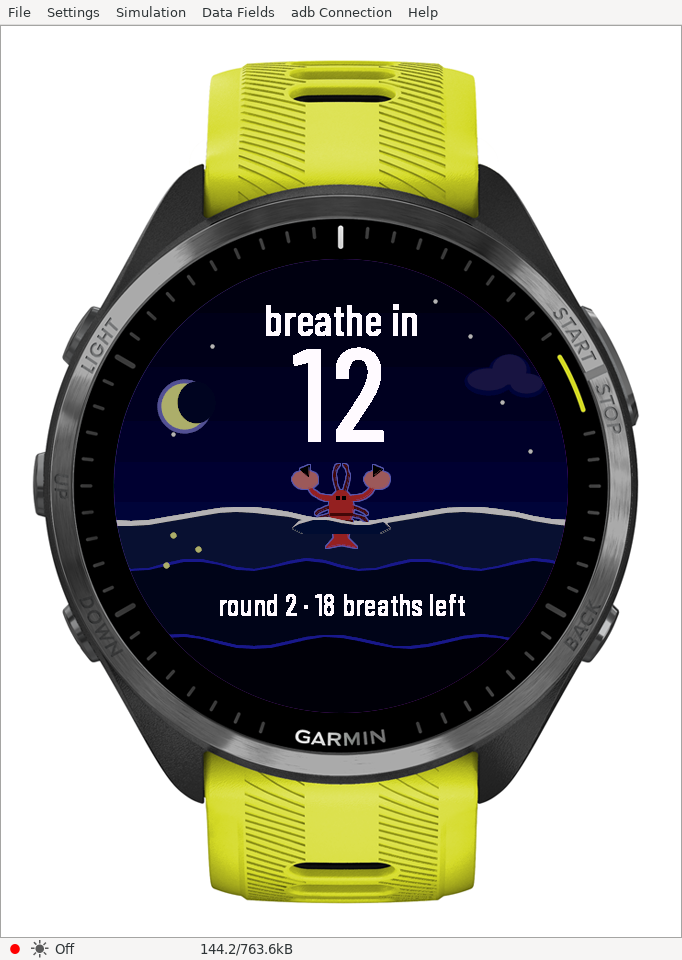 File Settings Simulation Data Fields adb Connection Help
breathe in
12
LIGHT
START
STOP
UP
round 2 · 18 breaths left
DOWN
BACK
GARMIN
Off 144.2/763.6kB